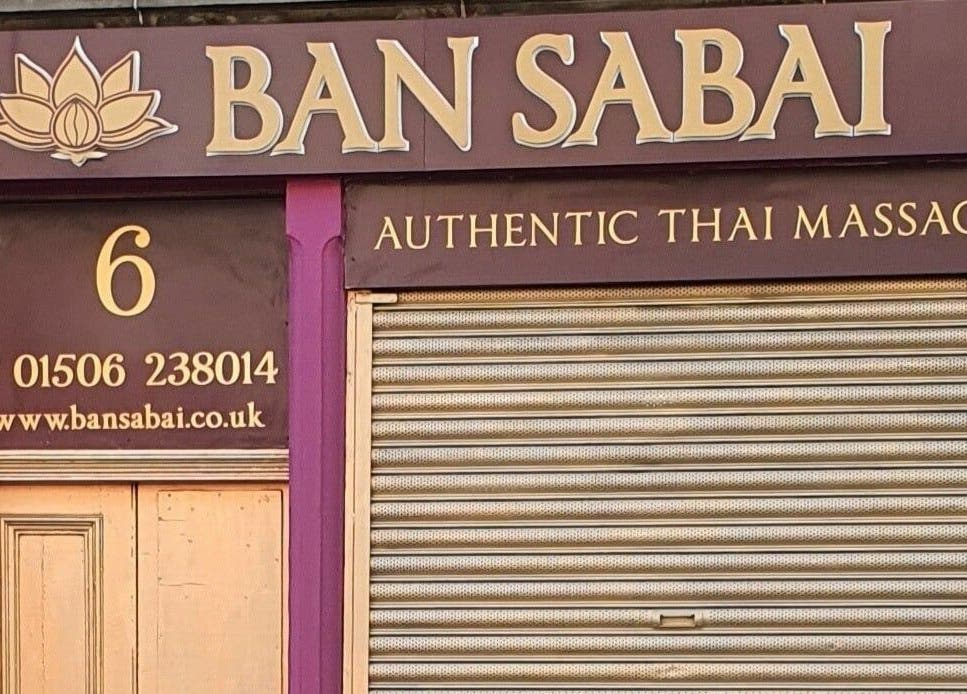 BAN SABAI
AUTHENTIC THAI MASSAG
6
01506 238014
www.bansabai.co.uk